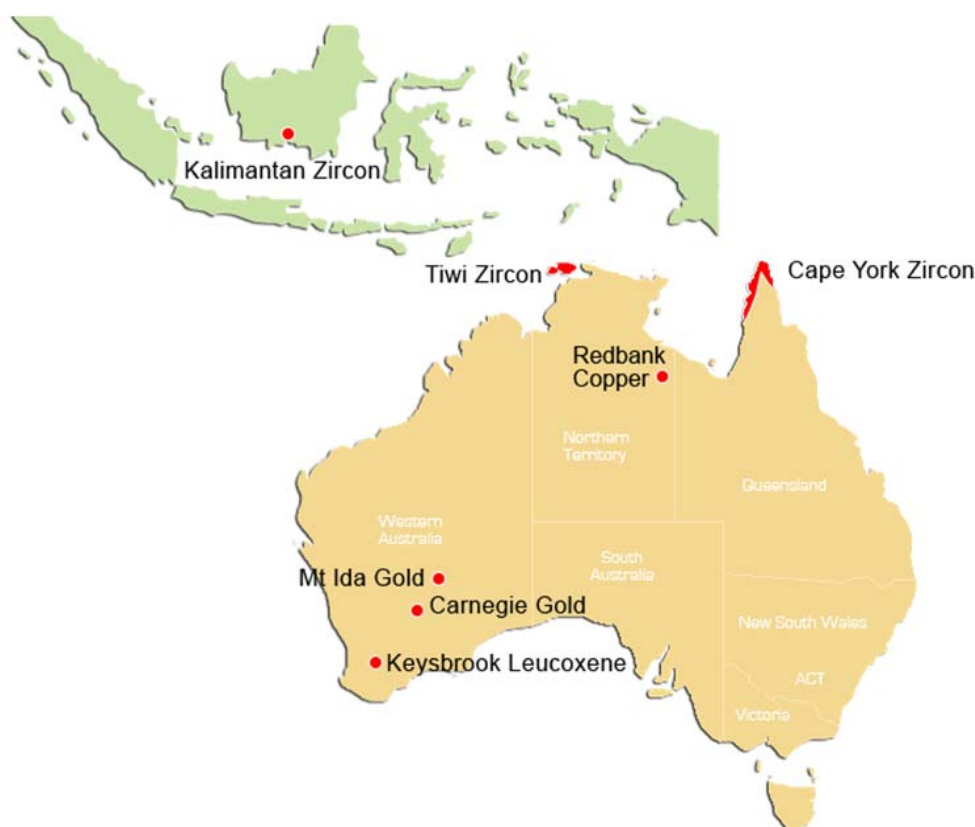 Kalimantan Zircon
Tiwi Zircon
Cape York Zircon
Redbank
Copper
Northern
Territory
Queensland
Western
Australia
South
Australia
Mt Ida Gold
Carnegie Gold
New South Wales
Keysbrook Leucoxene
ACT
Victoria